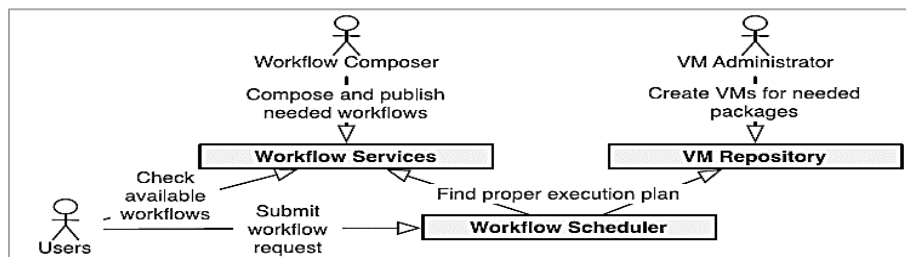 Workflow Composer
VM Administrator
Compose and publish
needed workflows
Create VMs for needed
packages
Workflow Services
VM Repository
Check
available
workflows
Find proper execution plan
Submit
workflow
request
Workflow Scheduler
Users